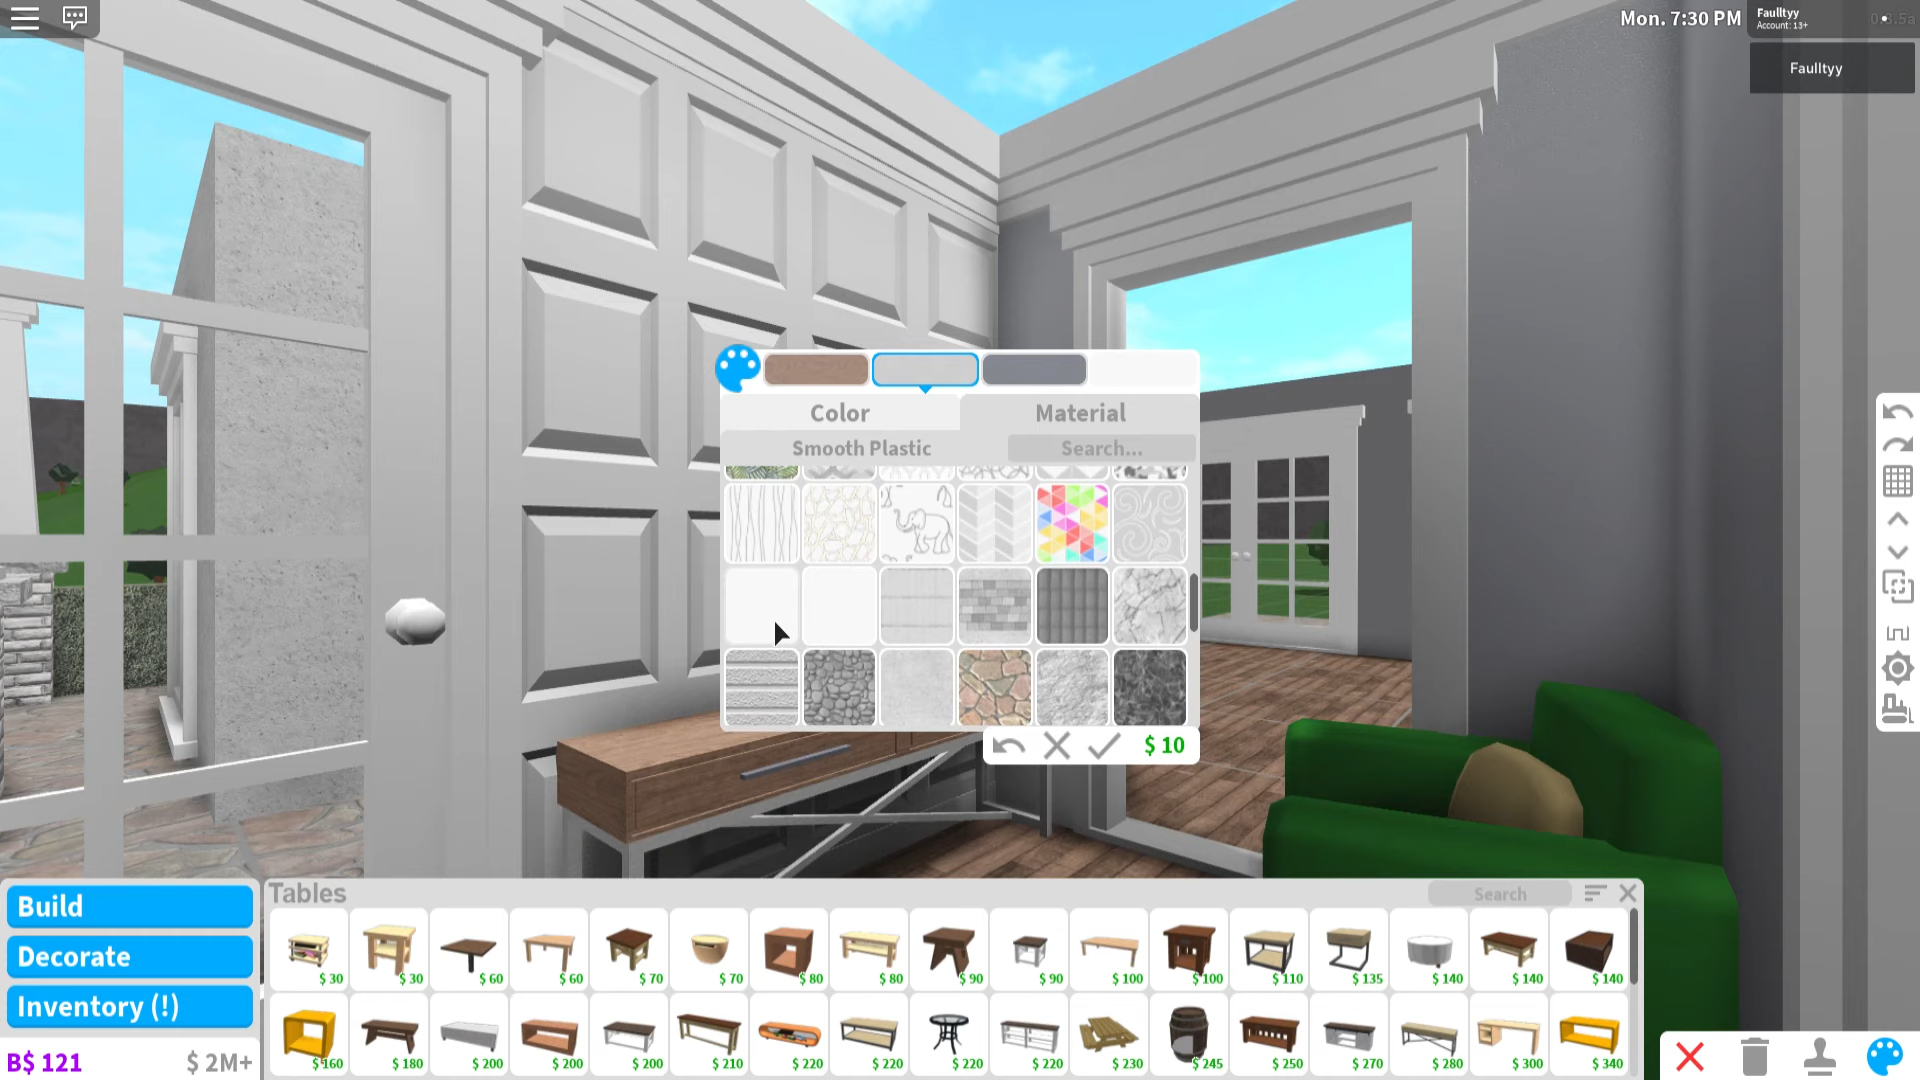 Mon. 7:30 PM
Faulltyy
Account: 13+
Faulltyy
Color
Material
Smooth Plastic
Search...
$ 10
Build
Decorate
Inventory (!)
B$ 121
$ 2M+
Tables
Search
$ 30
$ 30
$ 60
$ 60
$ 70
$ 70
$ 80
$ 80
$ 90
$ 90
$ 100
$ 100
$ 110
$ 135
$ 140
$ 140
$ 140
$ 160
$ 180
$ 200
$ 200
$ 200
$ 210
$ 220
$ 220
$ 220
$ 220
$ 230
$ 245
$ 250
$ 270
$ 280
$ 300
$ 340